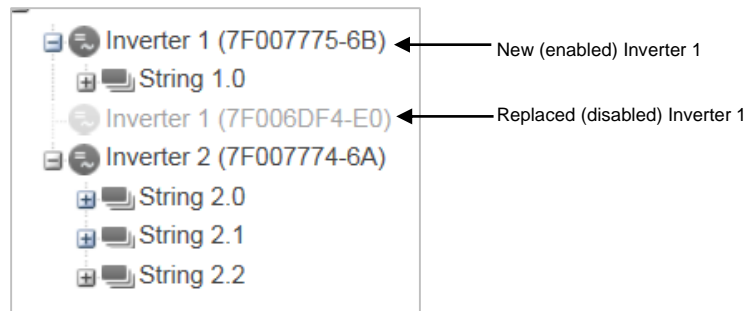 Inverter 1 (7F007775-6B)
New (enabled) Inverter 1
String 1.0
Inverter 1 (7F006DF4-E0)
Replaced (disabled) Inverter 1
Inverter 2 (7F007774-6A)
String 2.0
String 2.1
String 2.2